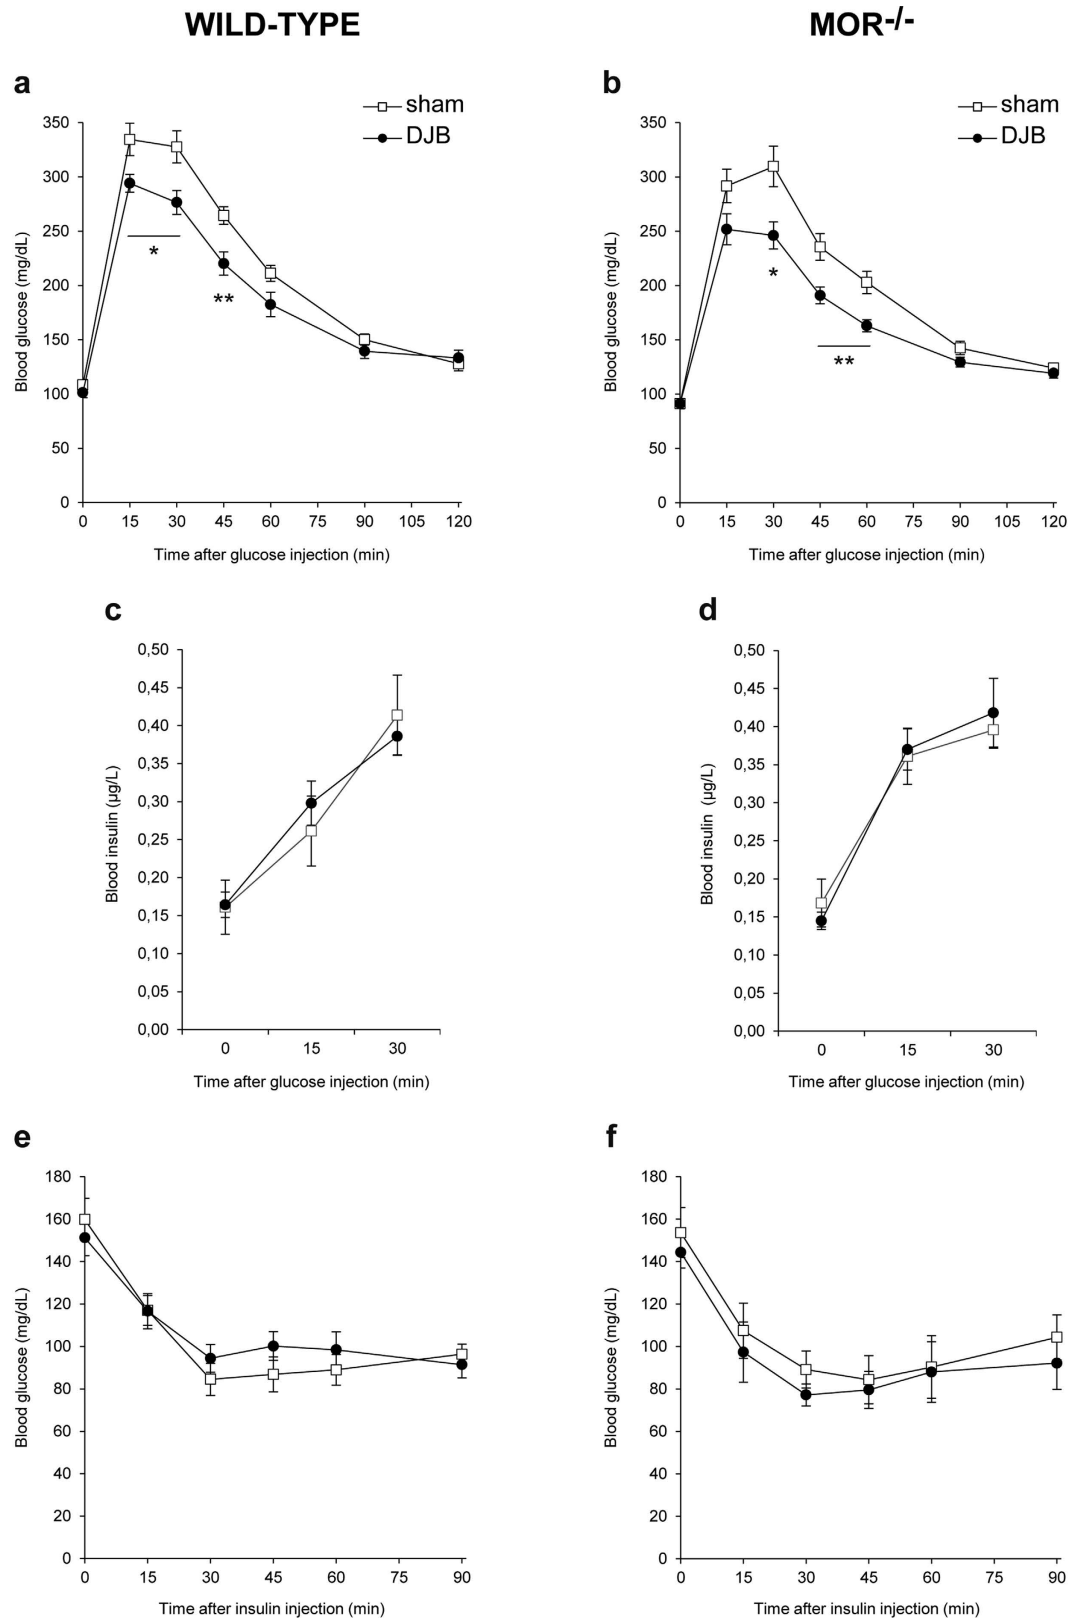 WILD-TYPE
MOR-/-
a
sham
DJB
350
300
250
200
150
100
50
0
Blood glucose (mg/dL)
*
**
0 15 30 45 60 75 90 105 120
Time after glucose injection (min)
b
sham
DJB
350
300
250
200
150
100
50
0
Blood glucose (mg/dL)
*
**
0 15 30 45 60 75 90 105 120
Time after glucose injection (min)
c
0,50
0,45
0,40
0,35
0,30
0,25
0,20
0,15
0,10
0,05
0,00
Blood insulin (µg/L)
0 15 30
Time after glucose injection (min)
d
0,50
0,45
0,40
0,35
0,30
0,25
0,20
0,15
0,10
0,05
0,00
Blood insulin (µg/L)
0 15 30
Time after glucose injection (min)
e
180
160
140
120
100
80
60
40
20
0
Blood glucose (mg/dL)
0 15 30 45 60 75 90
Time after insulin injection (min)
f
180
160
140
120
100
80
60
40
20
0
Blood glucose (mg/dL)
0 15 30 45 60 75 90
Time after insulin injection (min)